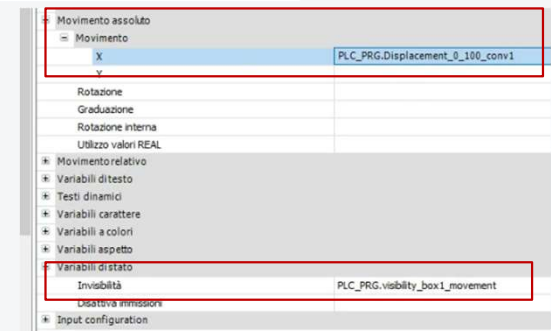 Movimento assoluto
Movimento
X PLC_PRG.Displacement_0_100_conv1
Y
Rotazione
Graduazione
Rotazione interna
Utilizzo valori REAL
Movimento relativo
Variabili di testo
Testi dinamici
Variabili carattere
Variabili a colori
Variabili aspetto
Variabili di stato
Invisibilità PLC_PRG.visibility_box1_movement
Disattiva immissioni
Input configuration